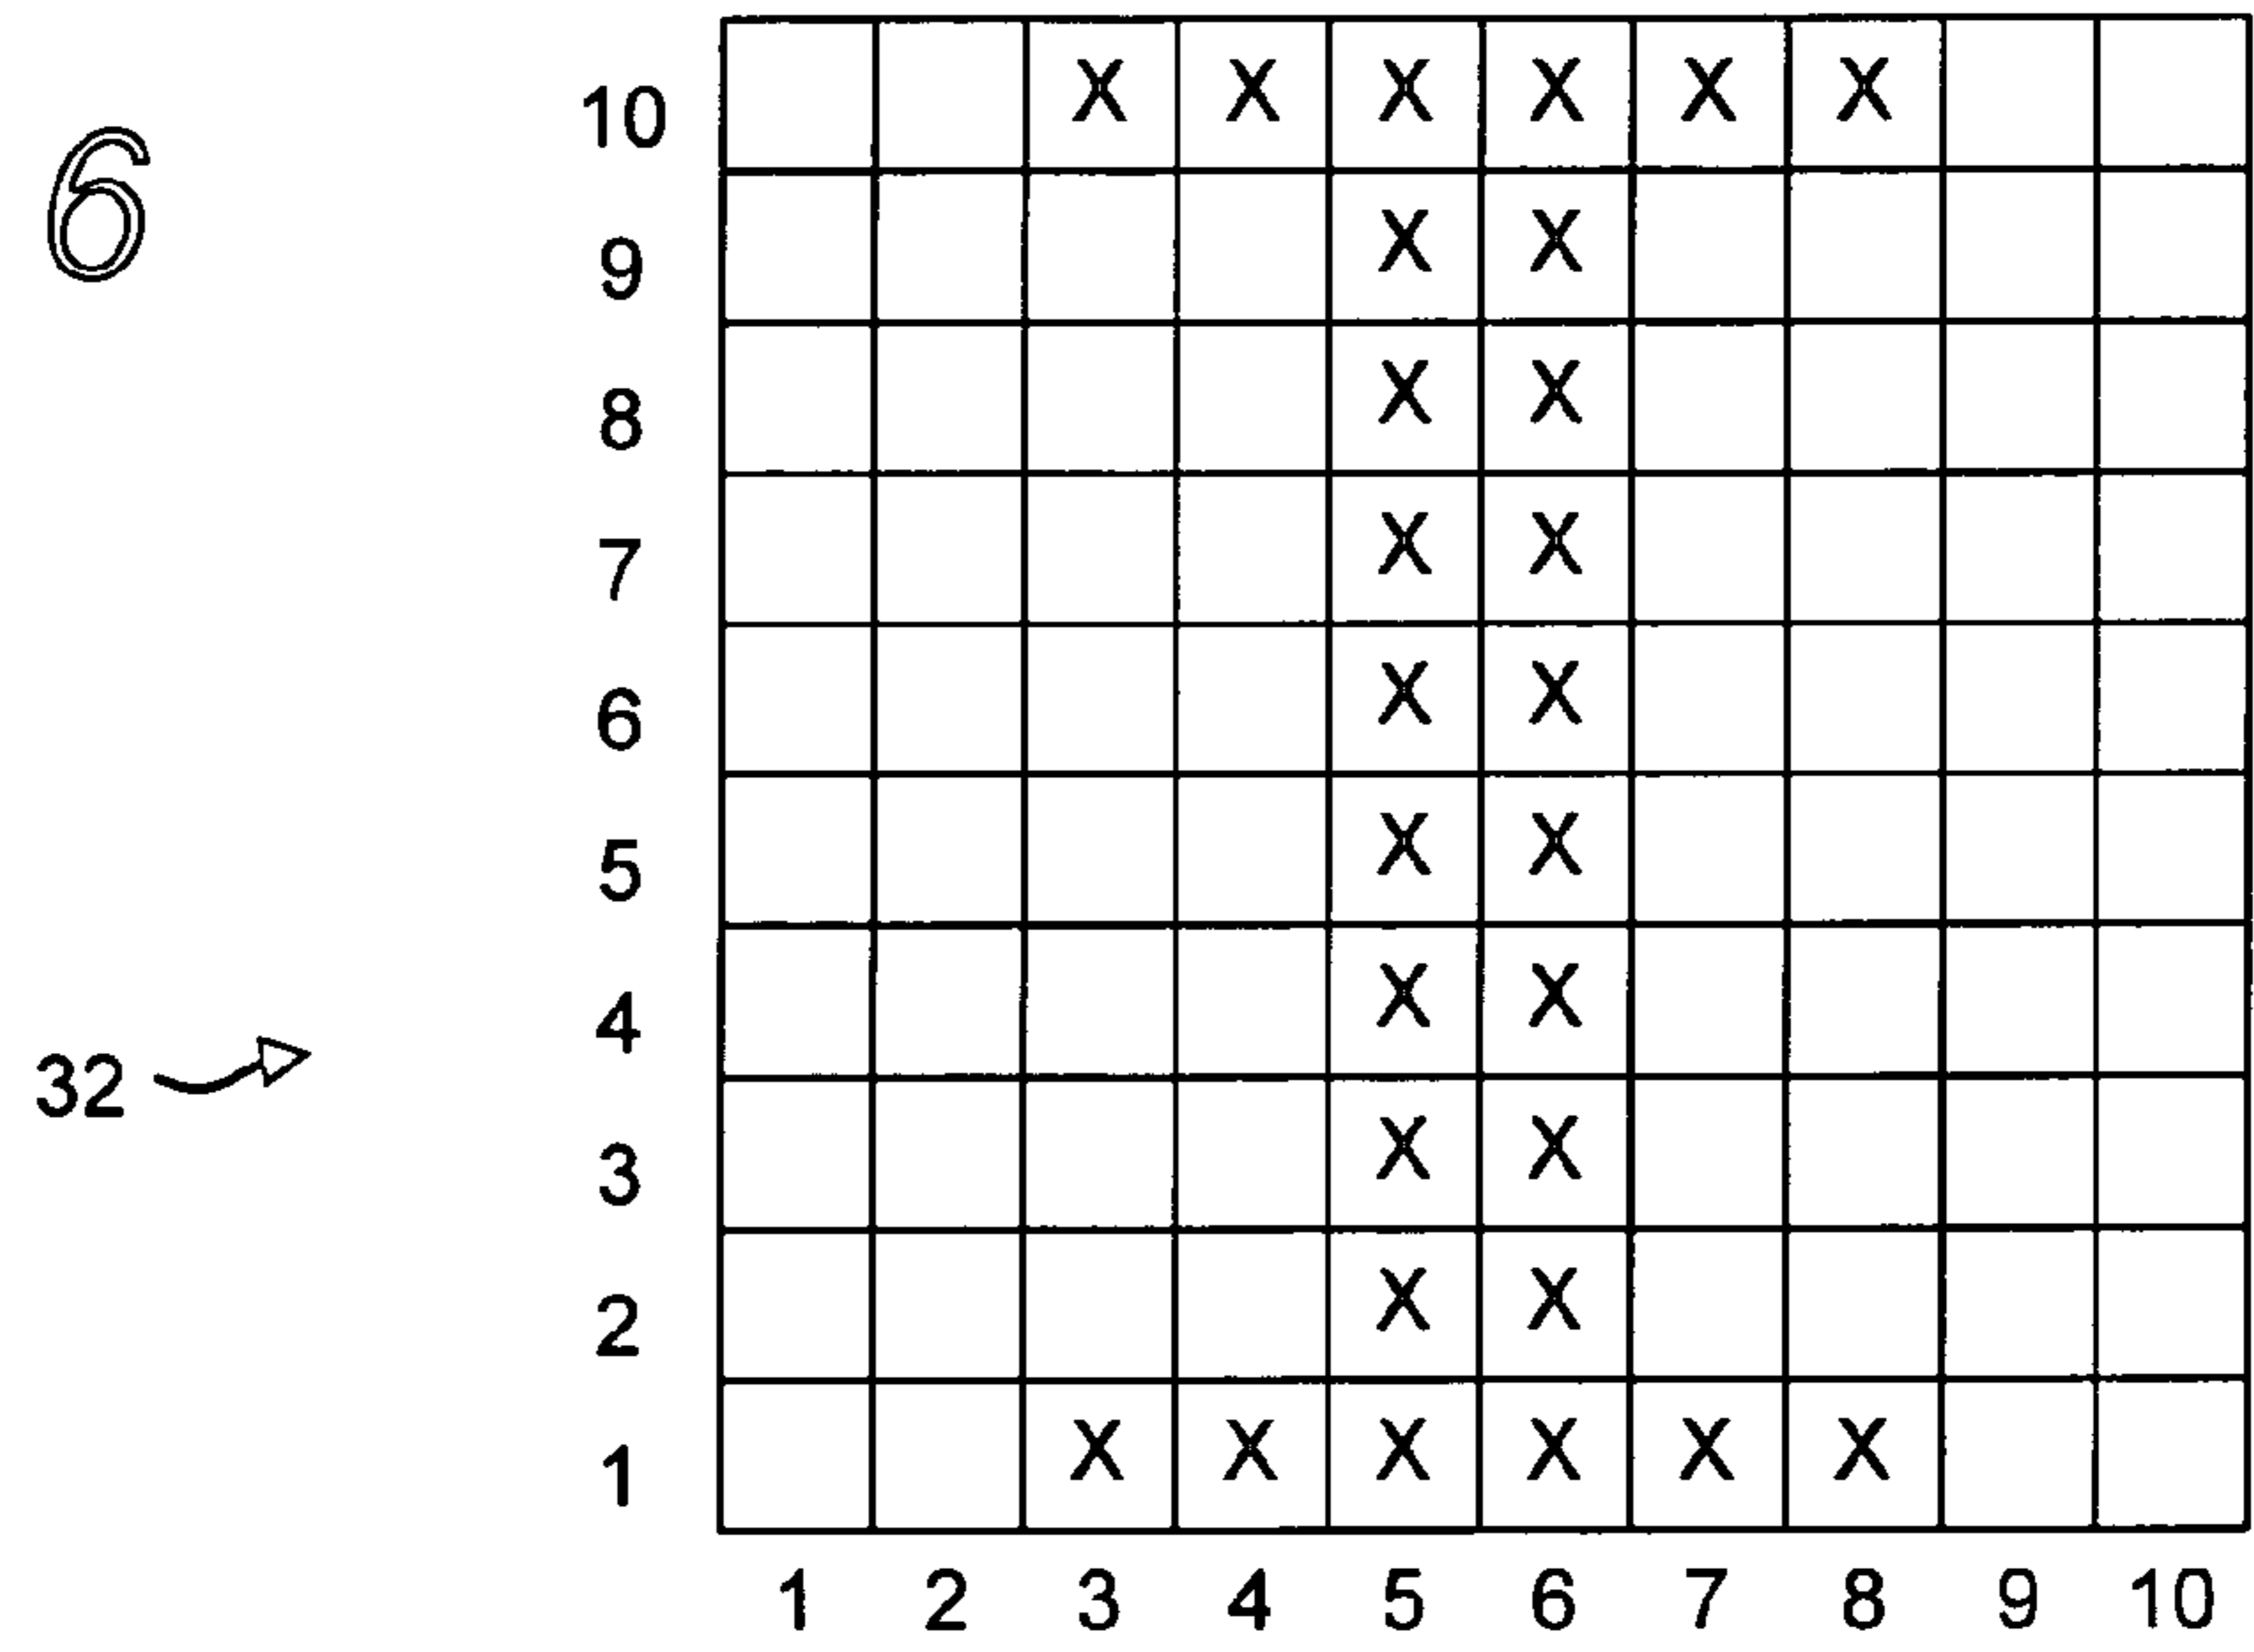 6
10 X X X X X X
9 X X
8 X X
7 X X
6 X X
5 X X
4 X X
32
3 X X
2 X X
1 X X X X X X
1 2 3 4 5 6 7 8 9 10